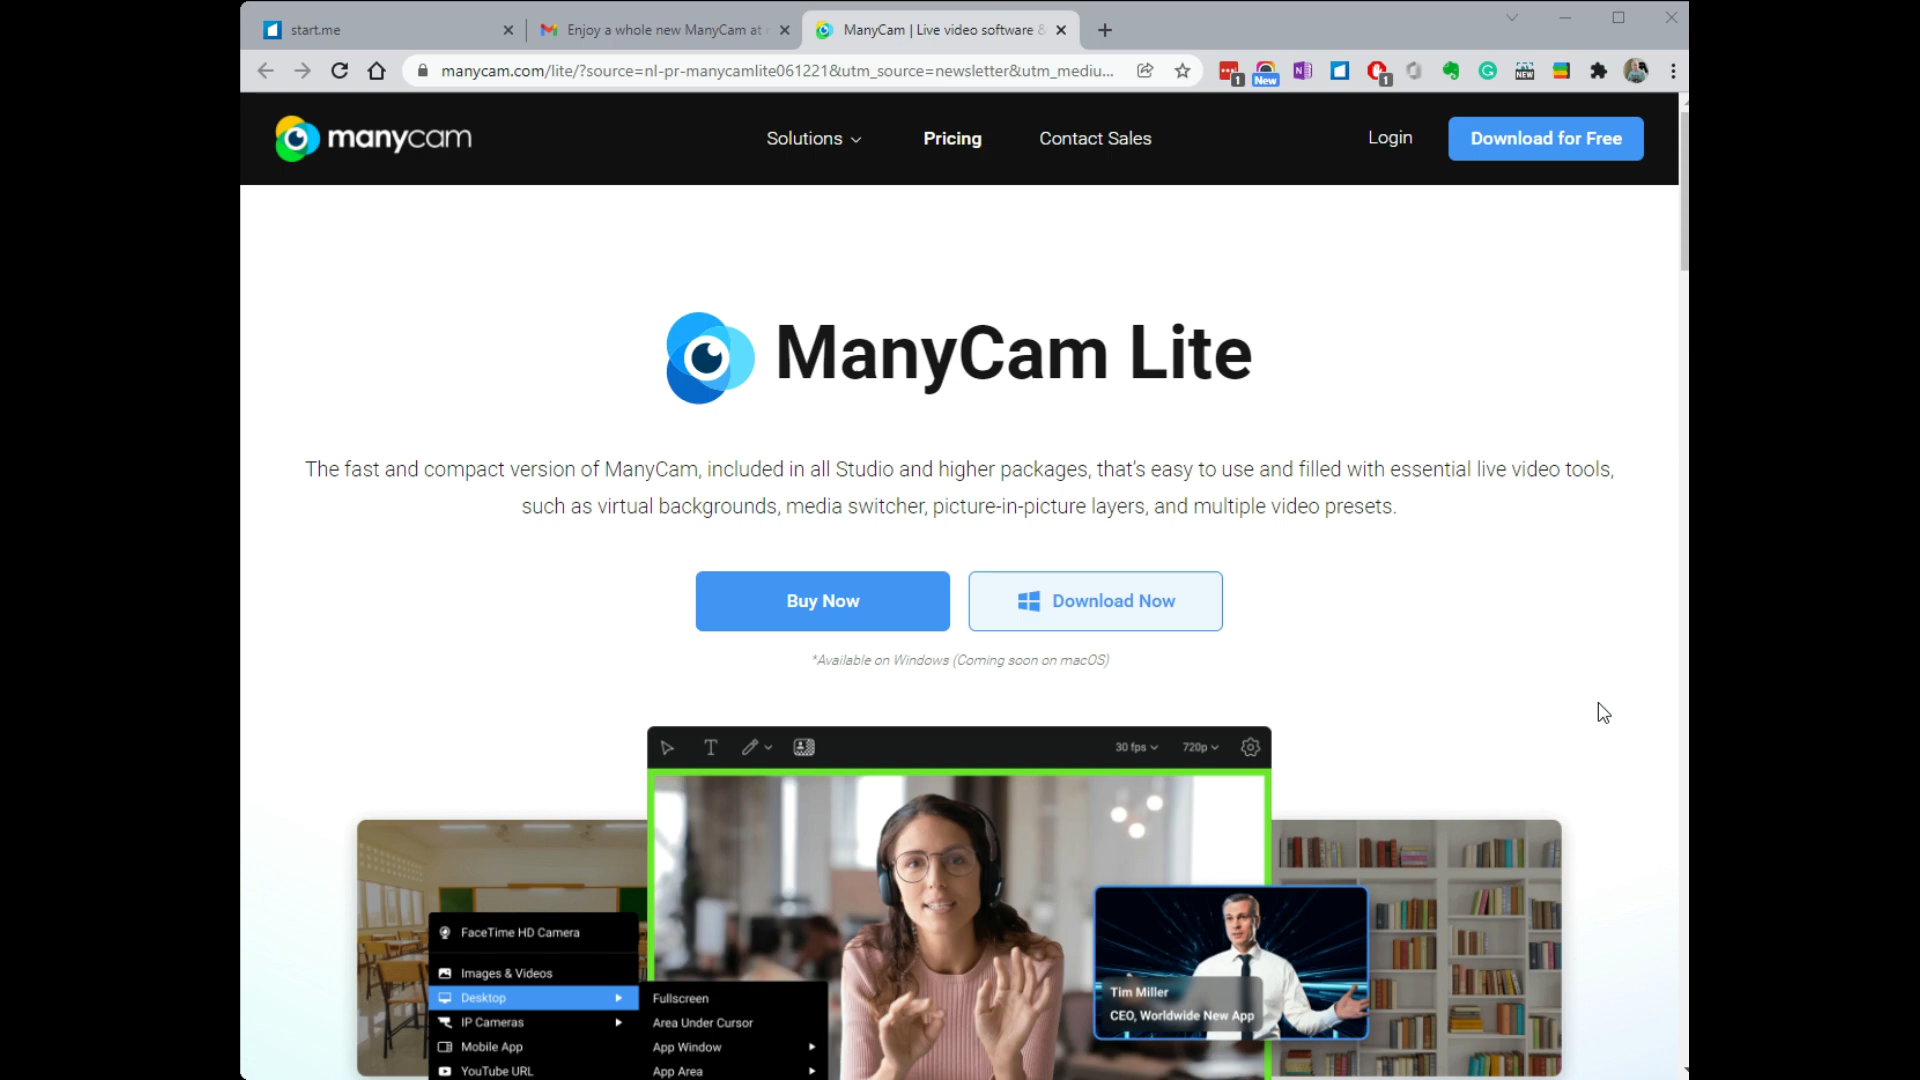 start.me
Enjoy a whole new ManyCam at
ManyCam | Live video software &
manycam.com/lite/?source=nl-pr-manycamlite061221&utm_source=newsletter&utm_mediu...
1
New
1
NEW
manycam
Solutions
Pricing
Contact Sales
Login
Download for Free
ManyCam Lite
The fast and compact version of ManyCam, included in all Studio and higher packages, that's easy to use and filled with essential live video tools,
such as virtual backgrounds, media switcher, picture-in-picture layers, and multiple video presets.
Buy Now
Download Now
*Available on Windows (Coming soon on macOS)
T
30 fps
720p
FaceTime HD Camera
Images & Videos
Desktop
IP Cameras
Mobile App
YouTube URL
Fullscreen
Area Under Cursor
App Window
App Area
Tim Miller
CEO, Worldwide New App